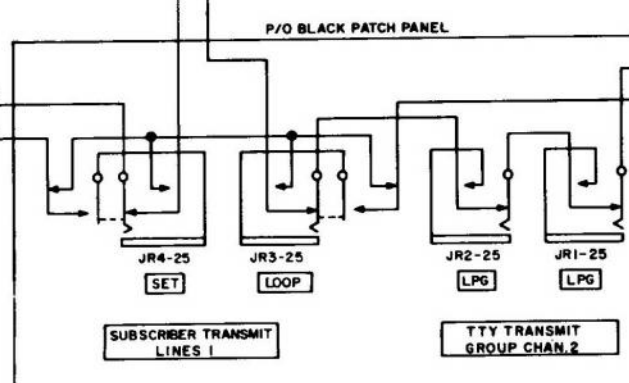 P/O BLACK PATCH PANEL
JR4-25
JR3-25
JR2-25
JR1-25
SET
LOOP
LPG
LPG
SUBSCRIBER TRANSMIT
LINES 1
TTY TRANSMIT
GROUP CHAN.2